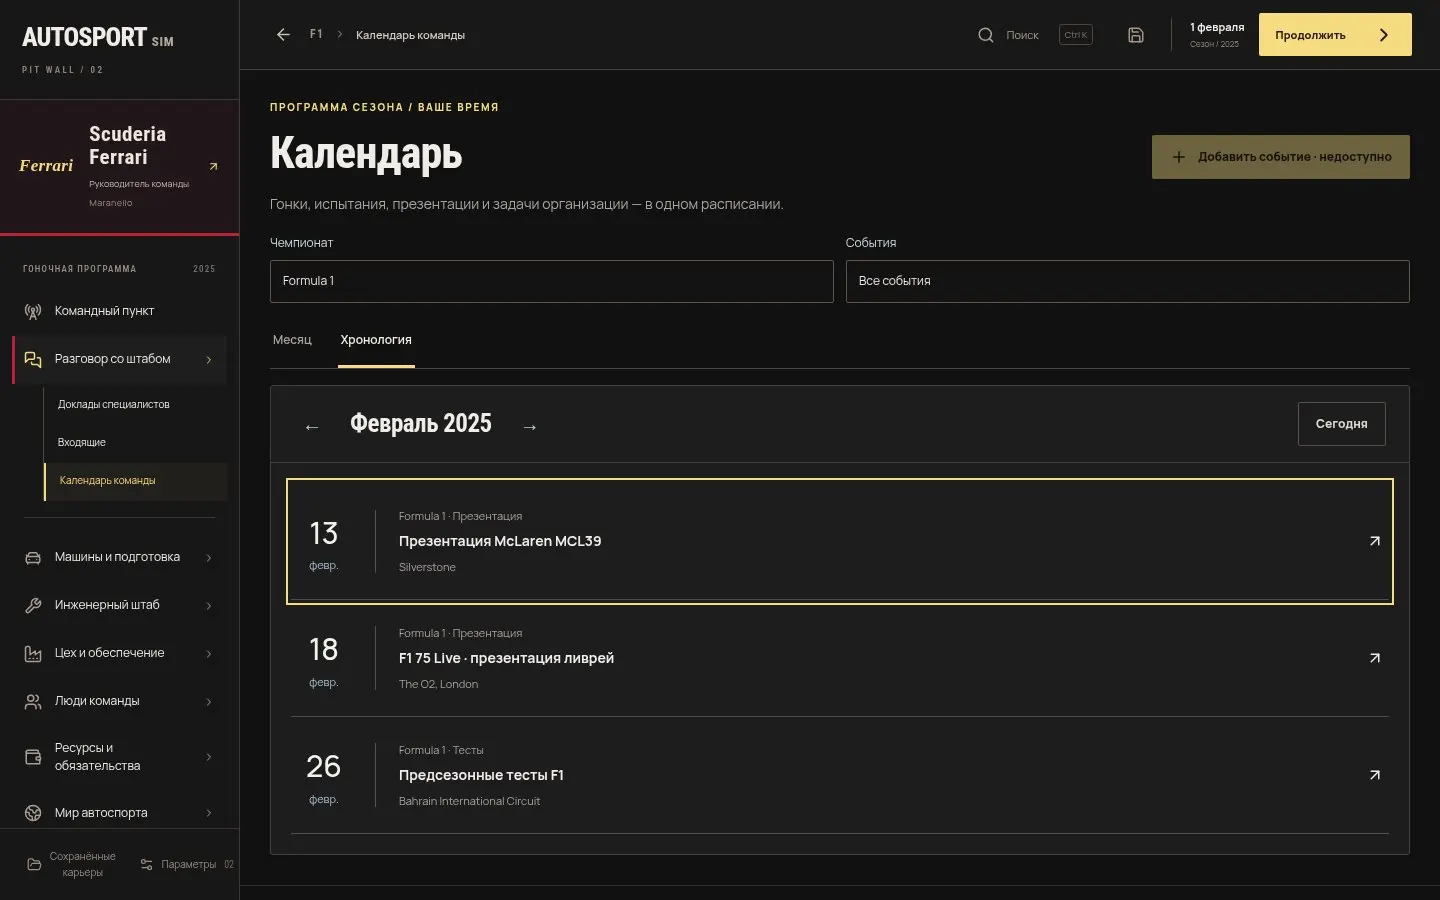 AUTOSPORT SIM
PIT WALL / 02
Ferrari
Scuderia
Ferrari
Руководитель команды
Maranello
ГОНОЧНАЯ ПРОГРАММА 2025
Командный пункт
Разговор со штабом
Доклады специалистов
Входящие
Календарь команды
Машины и подготовка
Инженерный штаб
Цех и обеспечение
Люди команды
Ресурсы и
обязательства
Мир автоспорта
Сохранённые
карьеры
Параметры 02
F1 Календарь команды
Поиск Ctrl K
1 февраля
Сезон / 2025
Продолжить
ПРОГРАММА СЕЗОНА / ВАШЕ ВРЕМЯ
Календарь
Добавить событие · недоступно
Гонки, испытания, презентации и задачи организации — в одном расписании.
Чемпионат
Formula 1
События
Все события
Месяц Хронология
← Февраль 2025 →
Сегодня
13
февр.
Formula 1 · Презентация
Презентация McLaren MCL39
Silverstone
18
февр.
Formula 1 · Презентация
F1 75 Live · презентация ливрей
The O2, London
26
февр.
Formula 1 · Тесты
Предсезонные тесты F1
Bahrain International Circuit